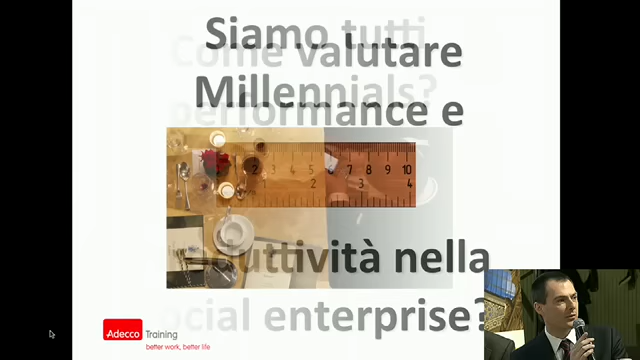 Siamo tutti
Come valutare
Millennials?
performance e
produttività nella
social enterprise?
Adecco Training
better work, better life